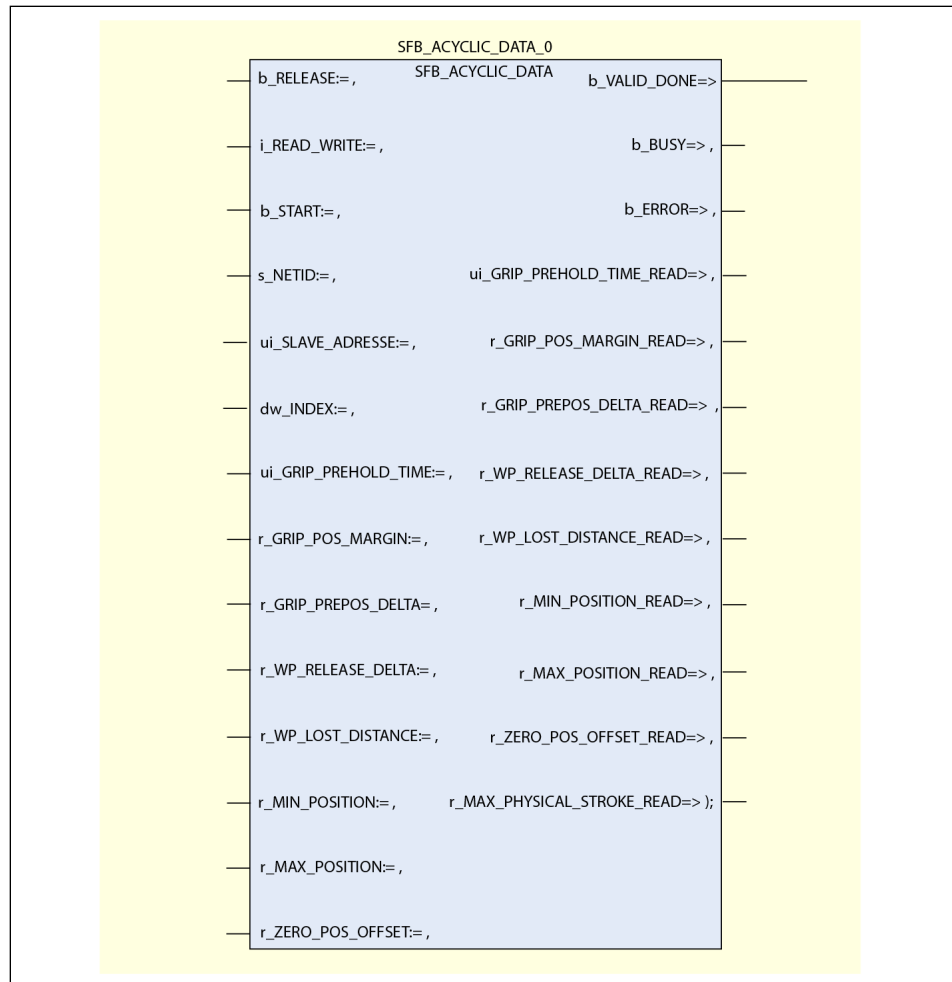 SFB_ACYCLIC_DATA_0
SFB_ACYCLIC_DATA
b_RELEASE:= , b_VALID_DONE=>
i_READ_WRITE:= , b_BUSY=> ,
b_START:= , b_ERROR=> ,
s_NETID:= , ui_GRIP_PREHOLD_TIME_READ=> ,
ui_SLAVE_ADRESSE:= , r_GRIP_POS_MARGIN_READ=> ,
dw_INDEX:= , r_GRIP_PREPOS_DELTA_READ=> ,
ui_GRIP_PREHOLD_TIME:= , r_WP_RELEASE_DELTA_READ=> ,
r_GRIP_POS_MARGIN:= , r_WP_LOST_DISTANCE_READ=> ,
r_GRIP_PREPOS_DELTA= , r_MIN_POSITION_READ=> ,
r_WP_RELEASE_DELTA:= , r_MAX_POSITION_READ=> ,
r_WP_LOST_DISTANCE:= , r_ZERO_POS_OFFSET_READ=> ,
r_MIN_POSITION:= , r_MAX_PHYSICAL_STROKE_READ=> );
r_MAX_POSITION:= ,
r_ZERO_POS_OFFSET:= ,